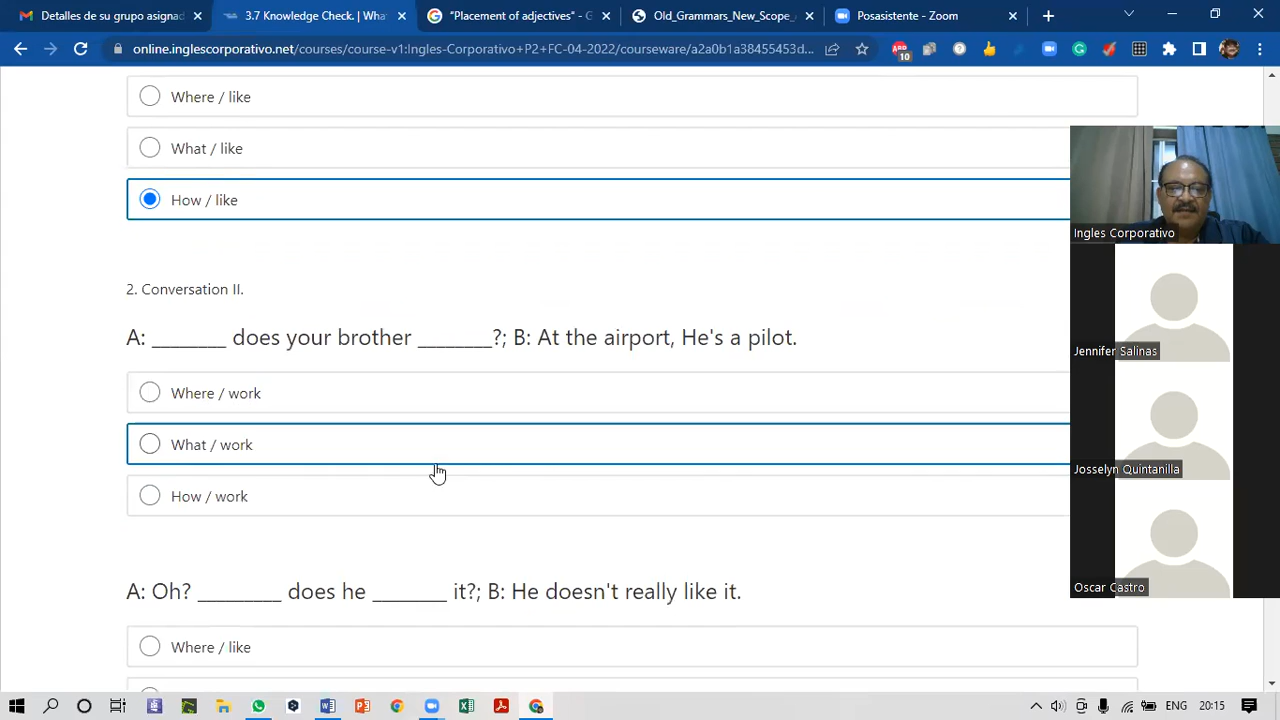 Detalles de su grupo asignad
3.7 Knowledge Check. | Wha
"Placement of adjectives" - G
Old_Grammars_New_Scope_
Posasistente - Zoom
online.inglescorporativo.net/courses/course-v1:Ingles-Corporativo+P2+FC-04-2022/courseware/a2a0b1a38455453d...
10
Where / like
What / like
How / like
Ingles Corporativo
2. Conversation II.
A: ________ does your brother ________?; B: At the airport, He's a pilot.
Jennifer Salinas
Where / work
What / work
Josselyn Quintanilla
How / work
A: Oh? _________ does he ________ it?; B: He doesn't really like it.
Oscar Castro
Where / like
ENG
20:15